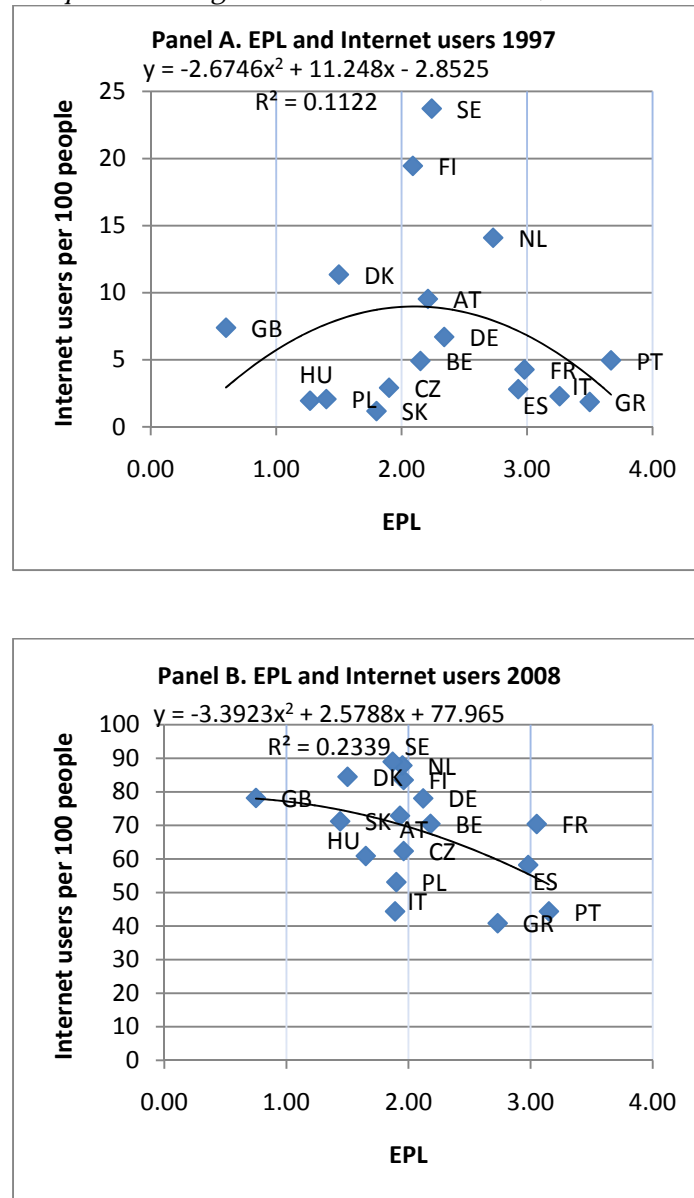 Panel A. EPL and Internet users 1997
y = -2.6746x² + 11.248x - 2.8525
R² = 0.1122
Internet users per 100 people
25
20
15
10
5
0
SE
FI
NL
DK
AT
GB
DE
BE
FR
PT
HU
PL
CZ
SK
ES
IT
GR
0.00 1.00 2.00 3.00 4.00
EPL
Panel B. EPL and Internet users 2008
y = -3.3923x² + 2.5788x + 77.965
R² = 0.2339
Internet users per 100 people
100
90
80
70
60
50
40
30
20
10
0
SE
NL
DK
FI
GB
DE
SK
AT
BE
FR
HU
CZ
PL
ES
IT
GR
PT
0.00 1.00 2.00 3.00 4.00
EPL